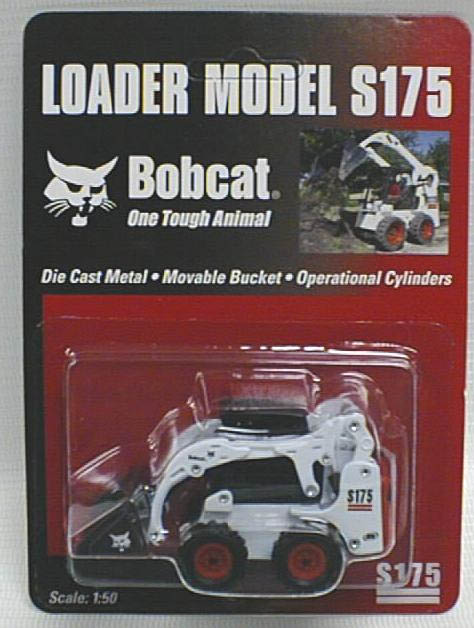 LOADER MODEL S175
Bobcat®
One Tough Animal
Die Cast Metal • Movable Bucket • Operational Cylinders
Bobcat
S175
S175
Scale: 1:50